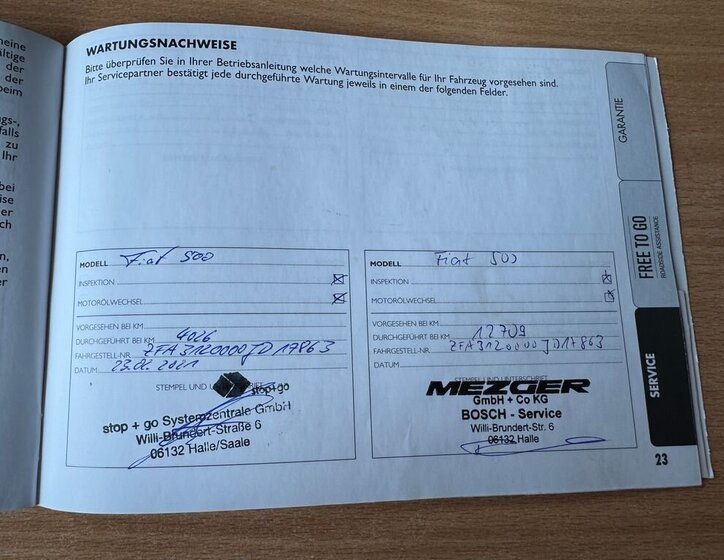 WARTUNGSNACHWEISE
Bitte überprüfen Sie in Ihrer Betriebsanleitung welche Wartungsintervalle für Ihr Fahrzeug vorgesehen sind.
Ihr Servicepartner bestätigt jede durchgeführte Wartung jeweils in einem der folgenden Felder.
MODELL Fiat 500
INSPEKTION
MOTORÖLWECHSEL
VORGESEHEN BEI KM
DURCHGEFÜHRT BEI KM 4026
FAHRGESTELL-NR. ZFA3120000JD17863
DATUM
STEMPEL UND
stop+go
stop + go Systemzentrale GmbH
Willi-Brundert-Straße 6
06132 Halle/Saale
MODELL Fiat 500
INSPEKTION
MOTORÖLWECHSEL
VORGESEHEN BEI KM
DURCHGEFÜHRT BEI KM 12709
FAHRGESTELL-NR. ZFA3120000JD17863
DATUM
STEMPEL UND UNTERSCHRIFT
MEZGER
GmbH + Co KG
BOSCH - Service
Willi-Brundert-Str. 6
06132 Halle
23
GARANTIE
FREE TO GO
ROADSIDE ASSISTANCE
SERVICE